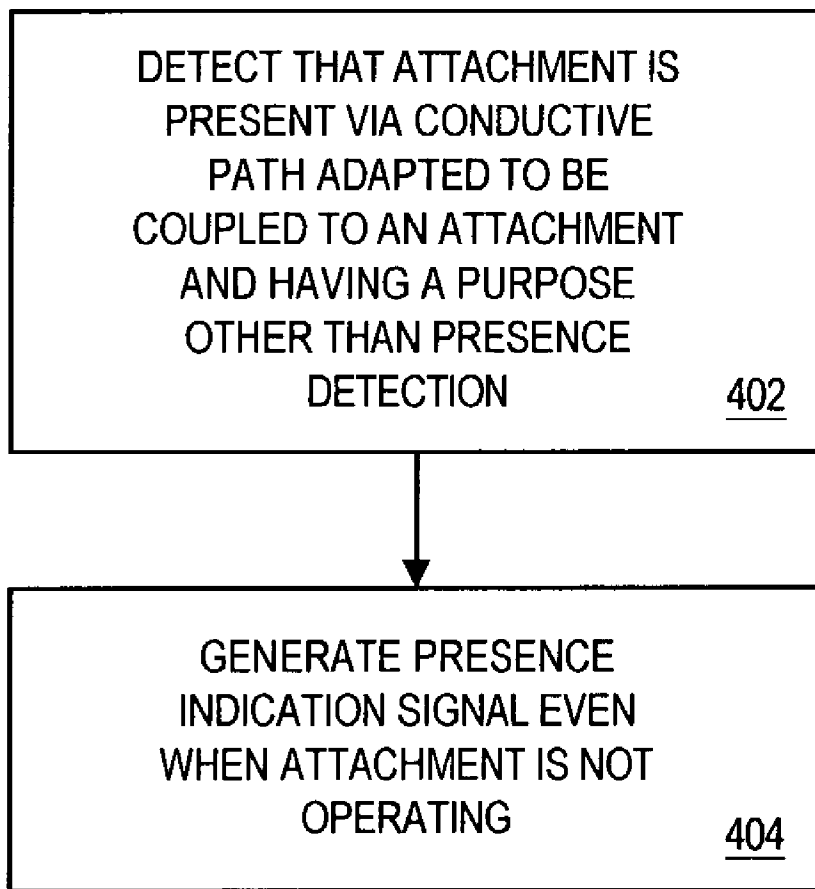 DETECT THAT ATTACHMENT IS
PRESENT VIA CONDUCTIVE
PATH ADAPTED TO BE
COUPLED TO AN ATTACHMENT
AND HAVING A PURPOSE
OTHER THAN PRESENCE
DETECTION
402
GENERATE PRESENCE
INDICATION SIGNAL EVEN
WHEN ATTACHMENT IS NOT
OPERATING
404